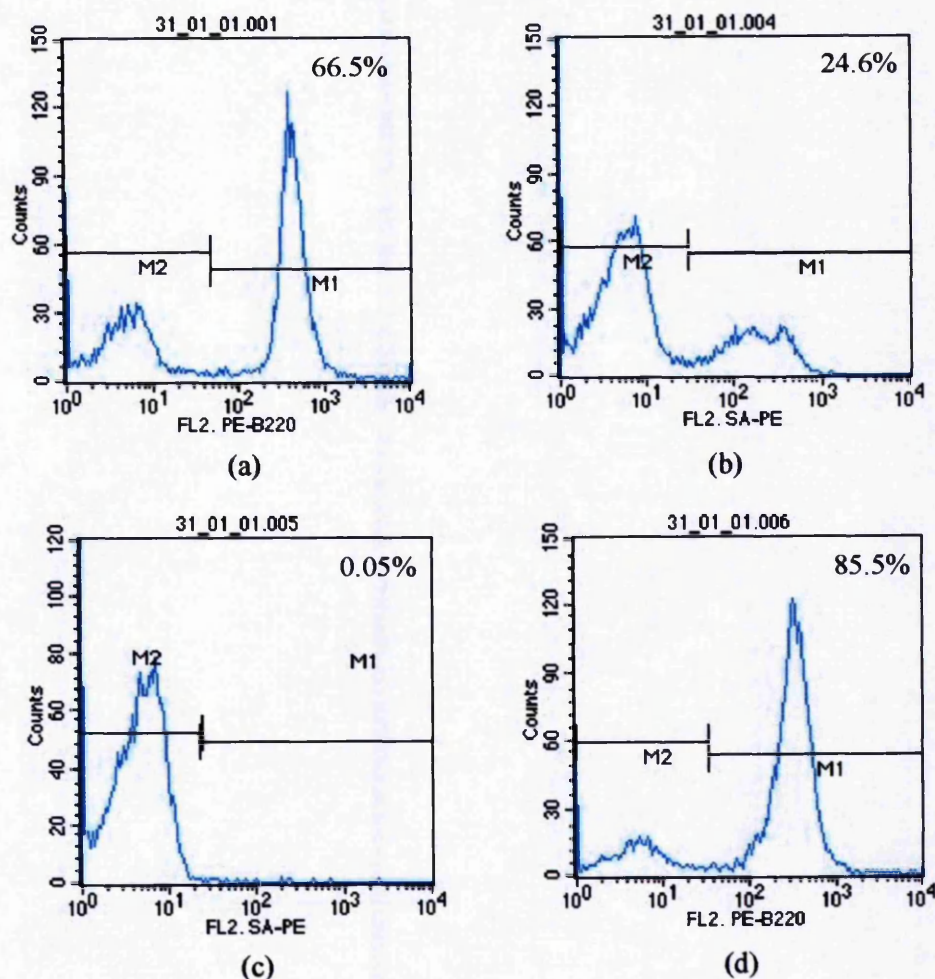 31_01_01.001
66.5%
150
120
90
60
30
0
Counts
M2
M1
10^0 10^1 10^2 10^3 10^4
FL2. PE-B220
(a)
31_01_01.004
24.6%
150
120
90
60
30
0
Counts
M2
M1
10^0 10^1 10^2 10^3 10^4
FL2. SA-PE
(b)
31_01_01.005
0.05%
120
100
80
60
40
20
0
Counts
M2
M1
10^0 10^1 10^2 10^3 10^4
FL2. SA-PE
(c)
31_01_01.006
85.5%
150
120
90
60
30
0
Counts
M2
M1
10^0 10^1 10^2 10^3 10^4
FL2. PE-B220
(d)